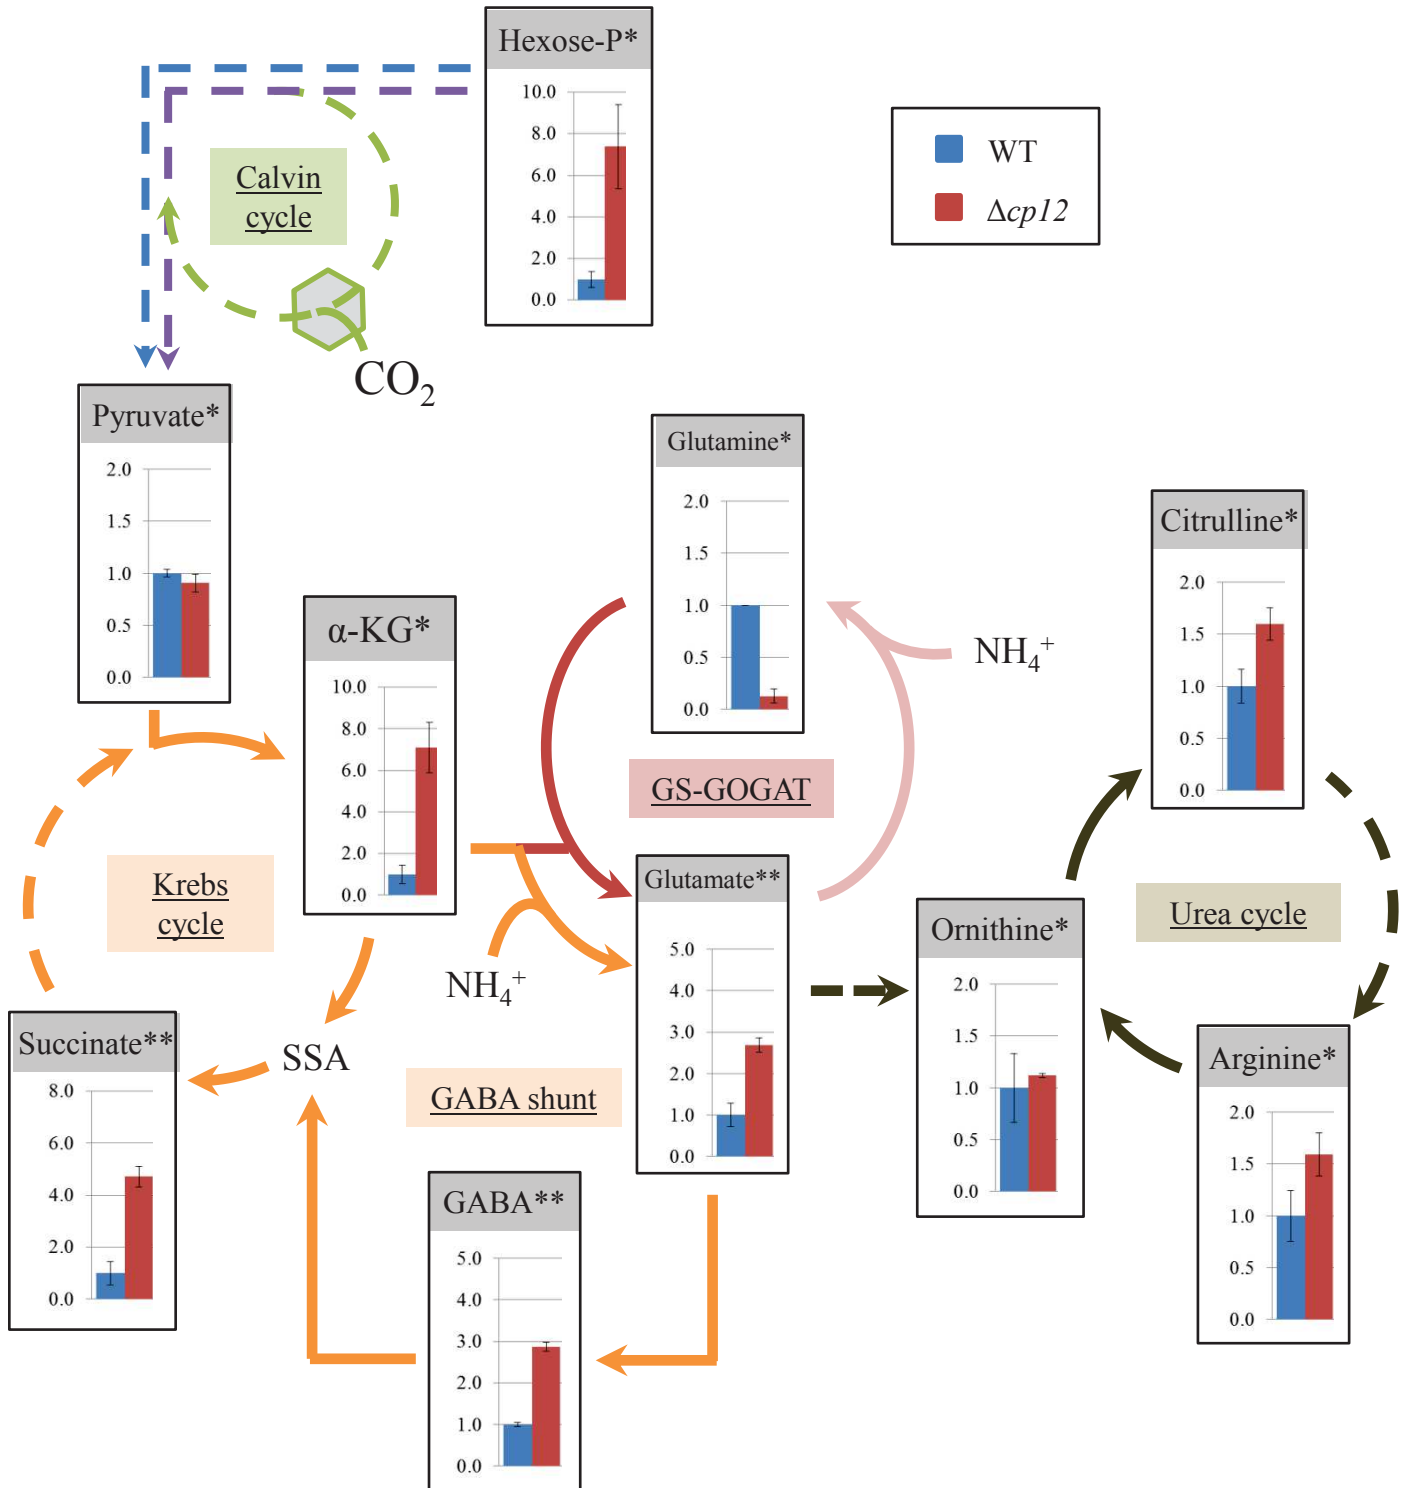 Hexose-P*
10.0
8.0
6.0
4.0
2.0
0.0
WT
Δcp12
Calvin
cycle
CO₂
Pyruvate*
2.0
1.5
1.0
0.5
0.0
Glutamine*
2.0
1.5
1.0
0.5
0.0
Citrulline*
2.0
1.5
1.0
0.5
0.0
α-KG*
10.0
8.0
6.0
4.0
2.0
0.0
NH₄⁺
GS-GOGAT
Krebs
cycle
Glutamate**
5.0
4.0
3.0
2.0
1.0
0.0
NH₄⁺
Ornithine*
2.0
1.5
1.0
0.5
0.0
Urea cycle
Succinate**
8.0
6.0
4.0
2.0
0.0
SSA
GABA shunt
Arginine*
2.0
1.5
1.0
0.5
0.0
GABA**
5.0
4.0
3.0
2.0
1.0
0.0